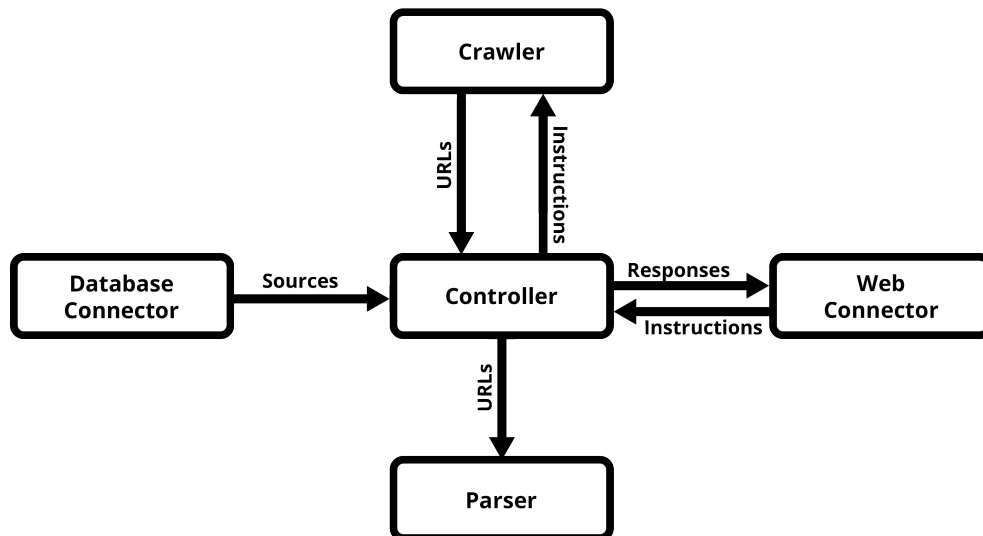 Crawler
URLs
Instructions
Database
Connector
Sources
Controller
Responses
Instructions
Web
Connector
URLs
Parser